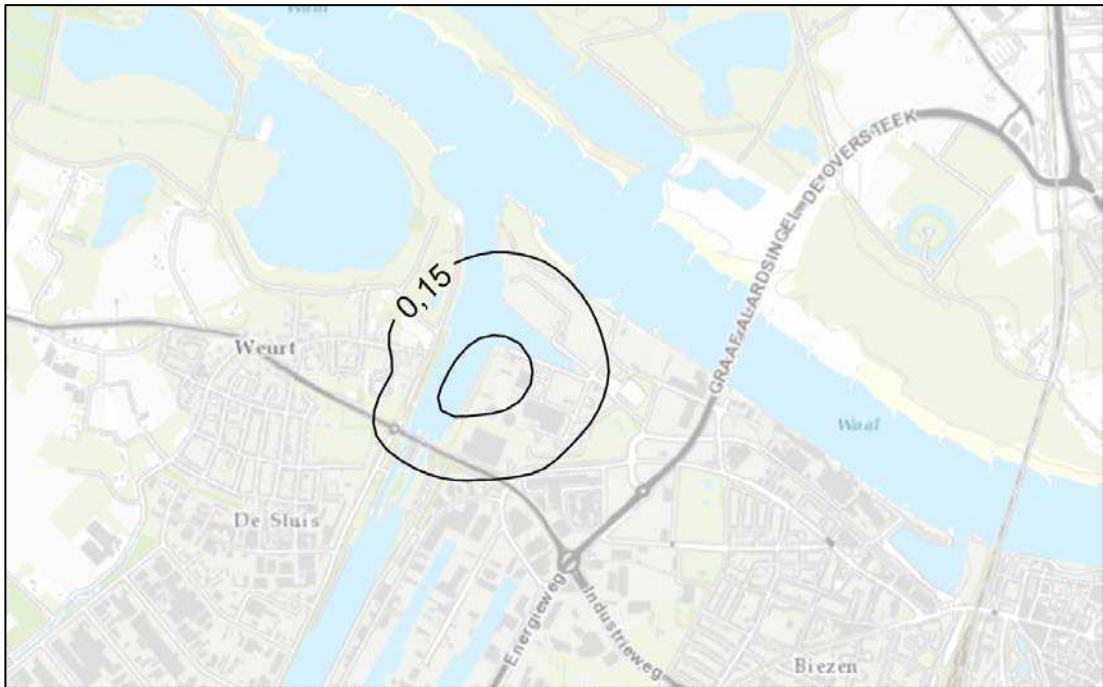 Waal
GRAAF ALARDSINGEL-DE OVERSTEEK
0,15
Weurt
Waal
De Sluis
Energieweg
Industrieweg
Biezen